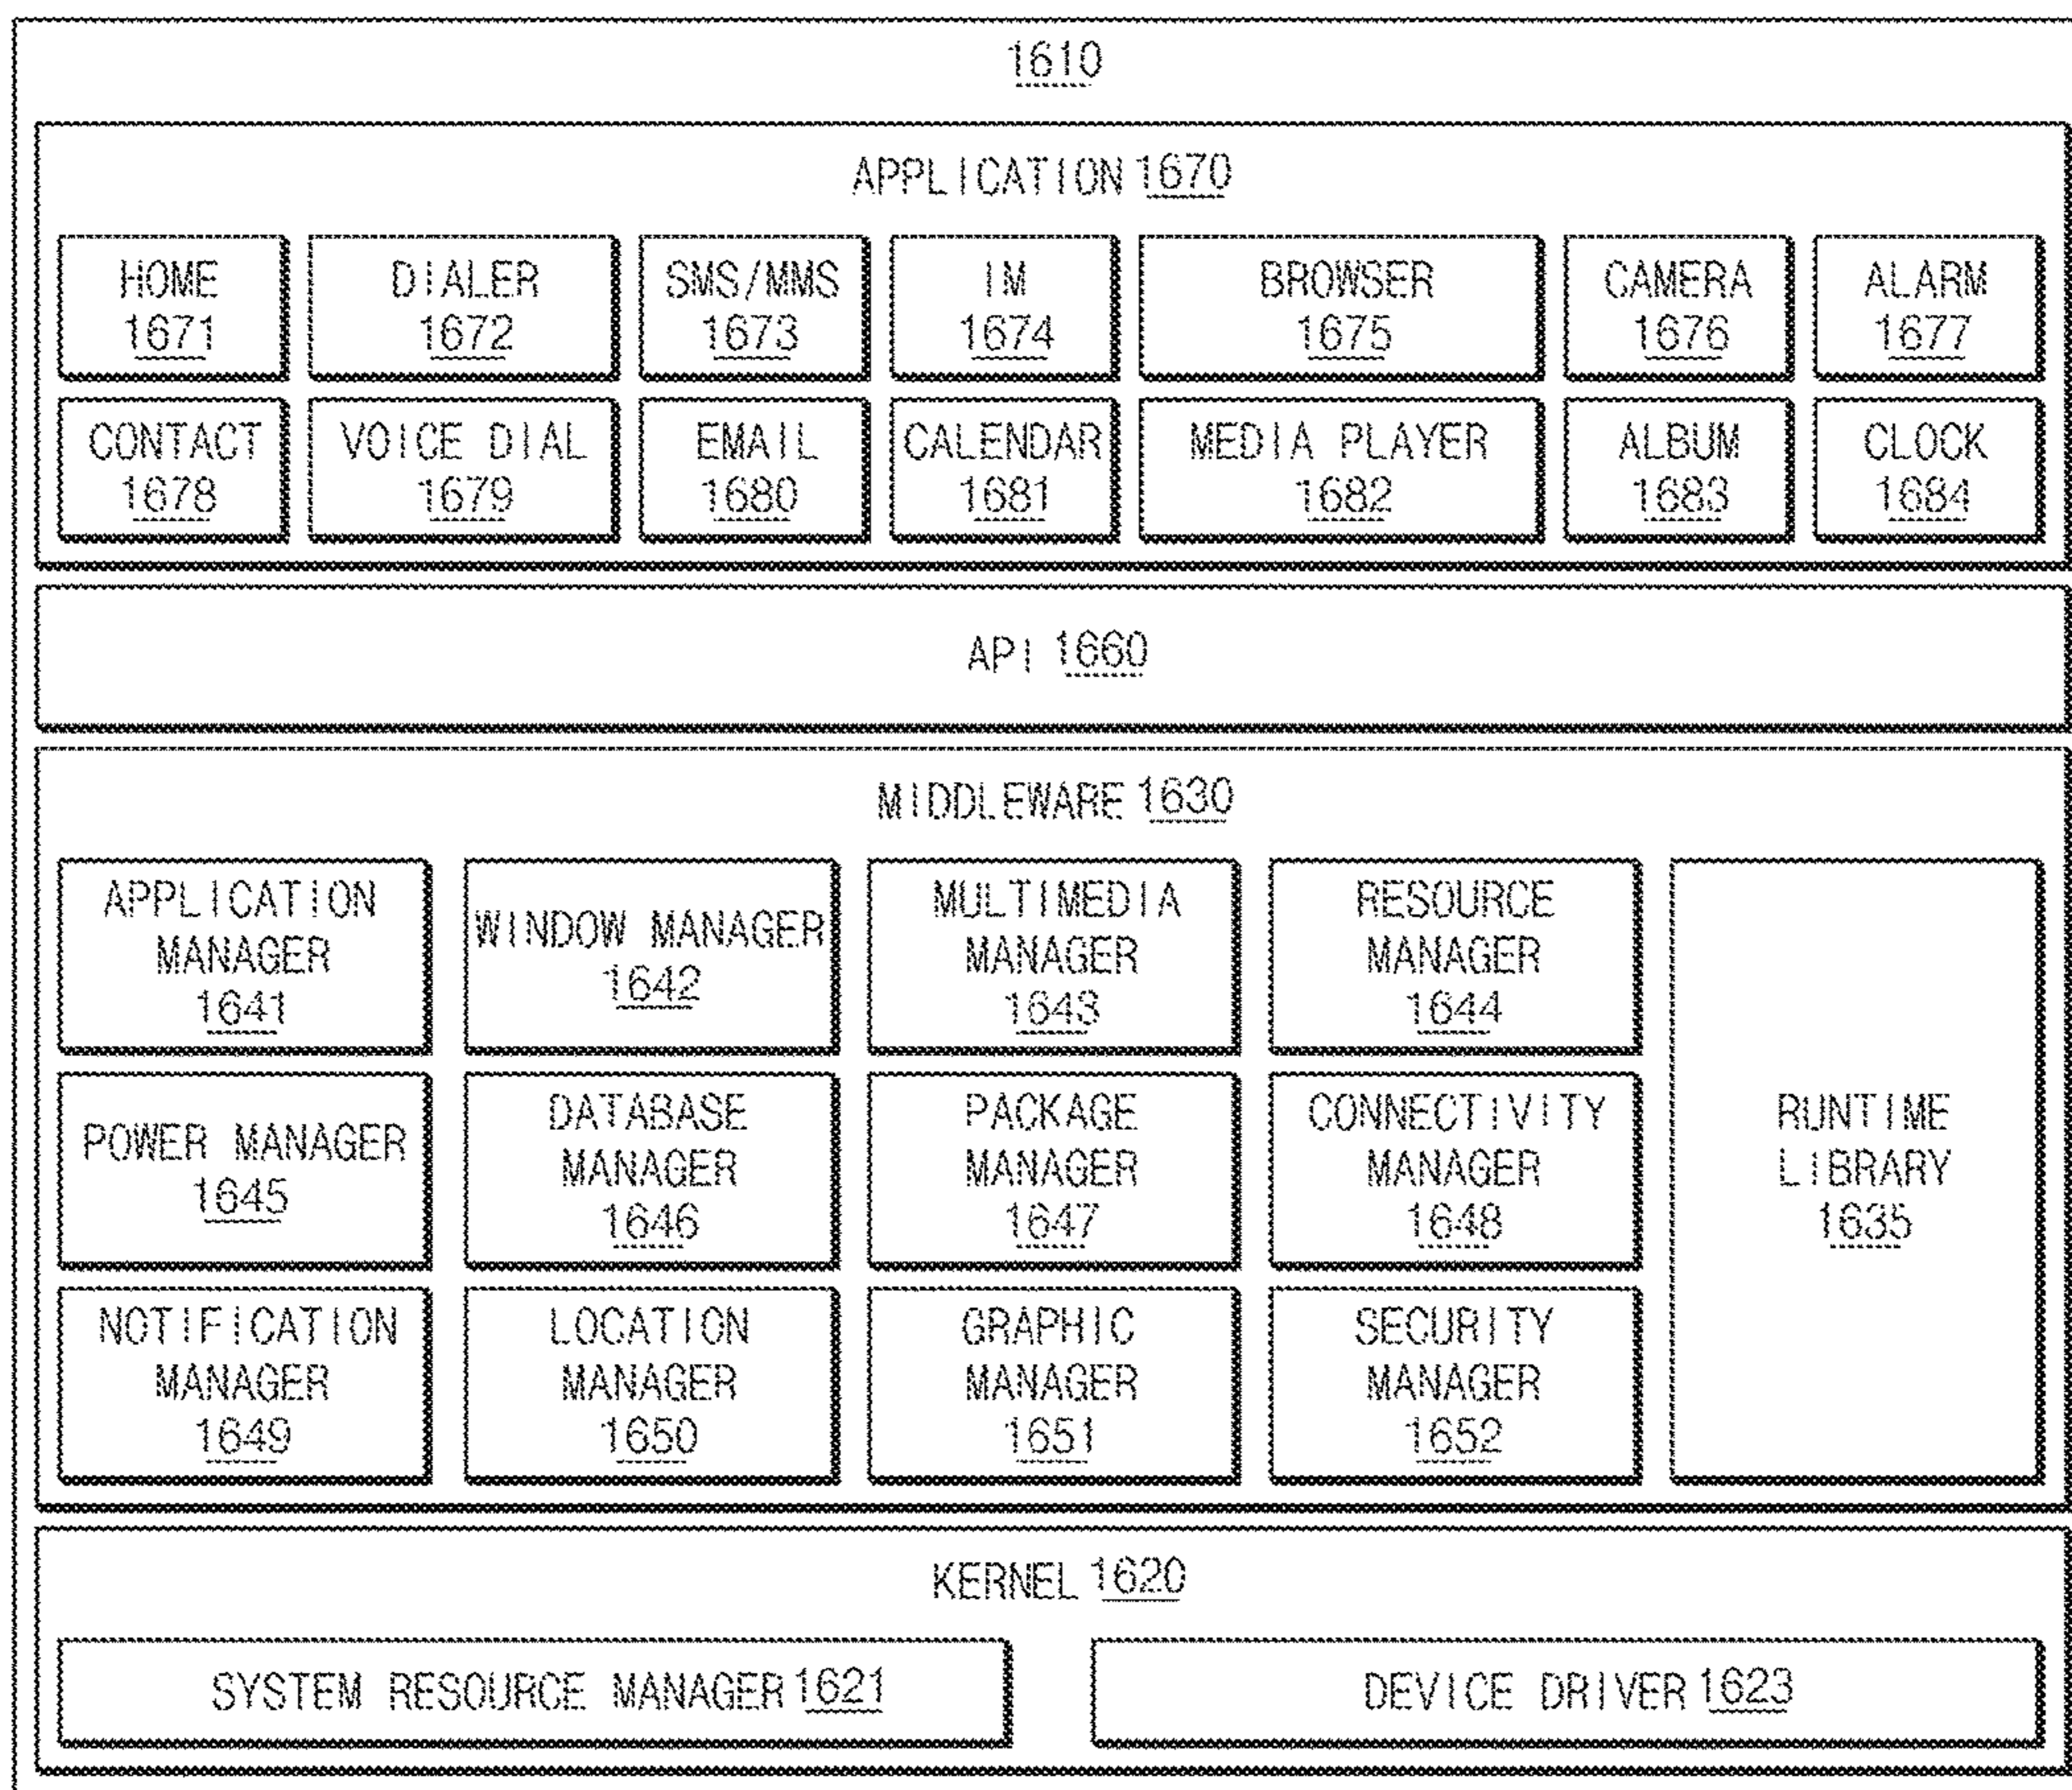 1610
APPLICATION 1670
HOME
1671
DIALER
1672
SMS/MMS
1673
IM
1674
BROWSER
1675
CAMERA
1676
ALARM
1677
CONTACT
1678
VOICE DIAL
1679
EMAIL
1680
CALENDAR
1681
MEDIA PLAYER
1682
ALBUM
1683
CLOCK
1684
API 1660
MIDDLEWARE 1630
APPLICATION
MANAGER
1641
WINDOW MANAGER
1642
MULTIMEDIA
MANAGER
1643
RESOURCE
MANAGER
1644
POWER MANAGER
1645
DATABASE
MANAGER
1646
PACKAGE
MANAGER
1647
CONNECTIVITY
MANAGER
1648
RUNTIME
LIBRARY
1635
NOTIFICATION
MANAGER
1649
LOCATION
MANAGER
1650
GRAPHIC
MANAGER
1651
SECURITY
MANAGER
1652
KERNEL 1620
SYSTEM RESOURCE MANAGER 1621
DEVICE DRIVER 1623